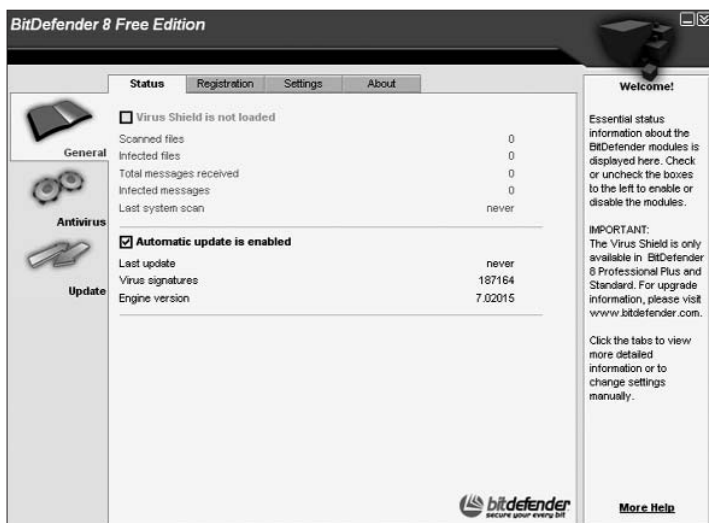 BitDefender 8 Free Edition
Status Registration Settings About
General
Antivirus
Update
Virus Shield is not loaded
Scanned files 0
Infected files 0
Total messages received 0
Infected messages 0
Last system scan never
Automatic update is enabled
Last update never
Virus signatures 187164
Engine version 7.02015
bitdefender
secure your every bit
Welcome!
Essential status
information about the
BitDefender modules is
displayed here. Check
or uncheck the boxes
to the left to enable or
disable the modules.
IMPORTANT:
The Virus Shield is only
available in BitDefender
8 Professional Plus and
Standard. For upgrade
information, please visit
www.bitdefender.com.
Click the tabs to view
more detailed
information or to
change settings
manually.
More Help